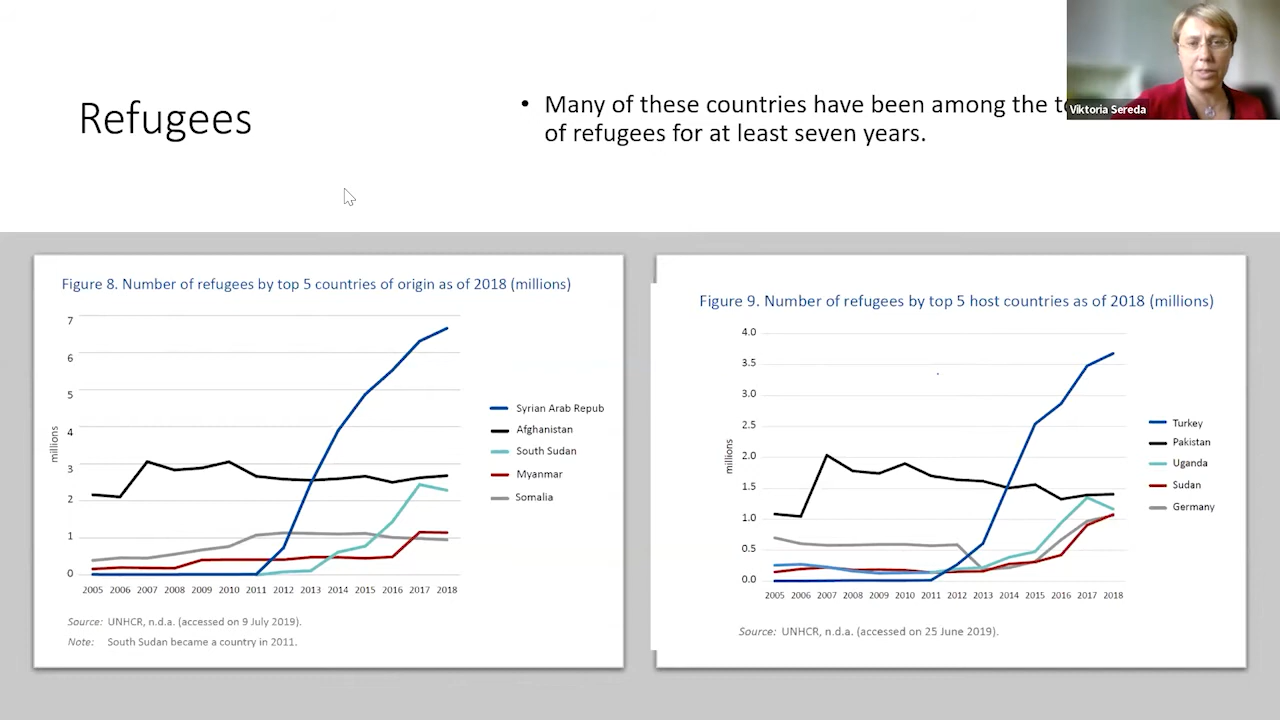 Refugees
• Many of these countries have been among the
of refugees for at least seven years.
Viktoria Sereda
Figure 8. Number of refugees by top 5 countries of origin as of 2018 (millions)
7
6
5
4
3
2
1
0
millions
2005 2006 2007 2008 2009 2010 2011 2012 2013 2014 2015 2016 2017 2018
Syrian Arab Repub
Afghanistan
South Sudan
Myanmar
Somalia
Source: UNHCR, n.d.a. (accessed on 9 July 2019).
Note: South Sudan became a country in 2011.
Figure 9. Number of refugees by top 5 host countries as of 2018 (millions)
4.0
3.5
3.0
2.5
2.0
1.5
1.0
0.5
0.0
millions
2005 2006 2007 2008 2009 2010 2011 2012 2013 2014 2015 2016 2017 2018
Turkey
Pakistan
Uganda
Sudan
Germany
Source: UNHCR, n.d.a. (accessed on 25 June 2019).